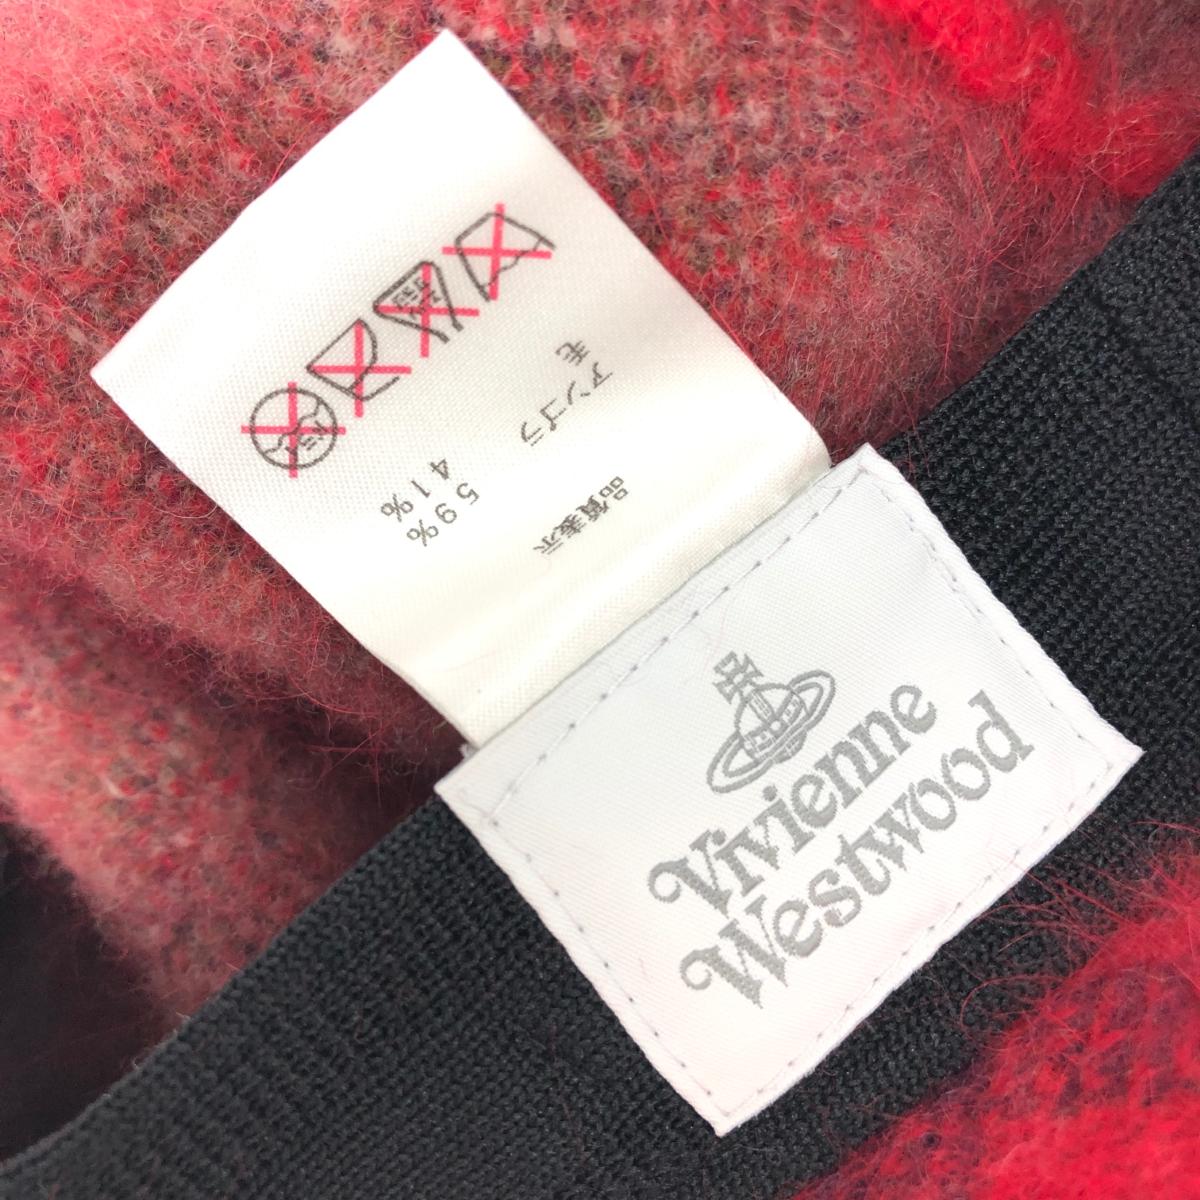 品質表示
アンゴラ 59%
毛 41%
Vivienne
Westwood